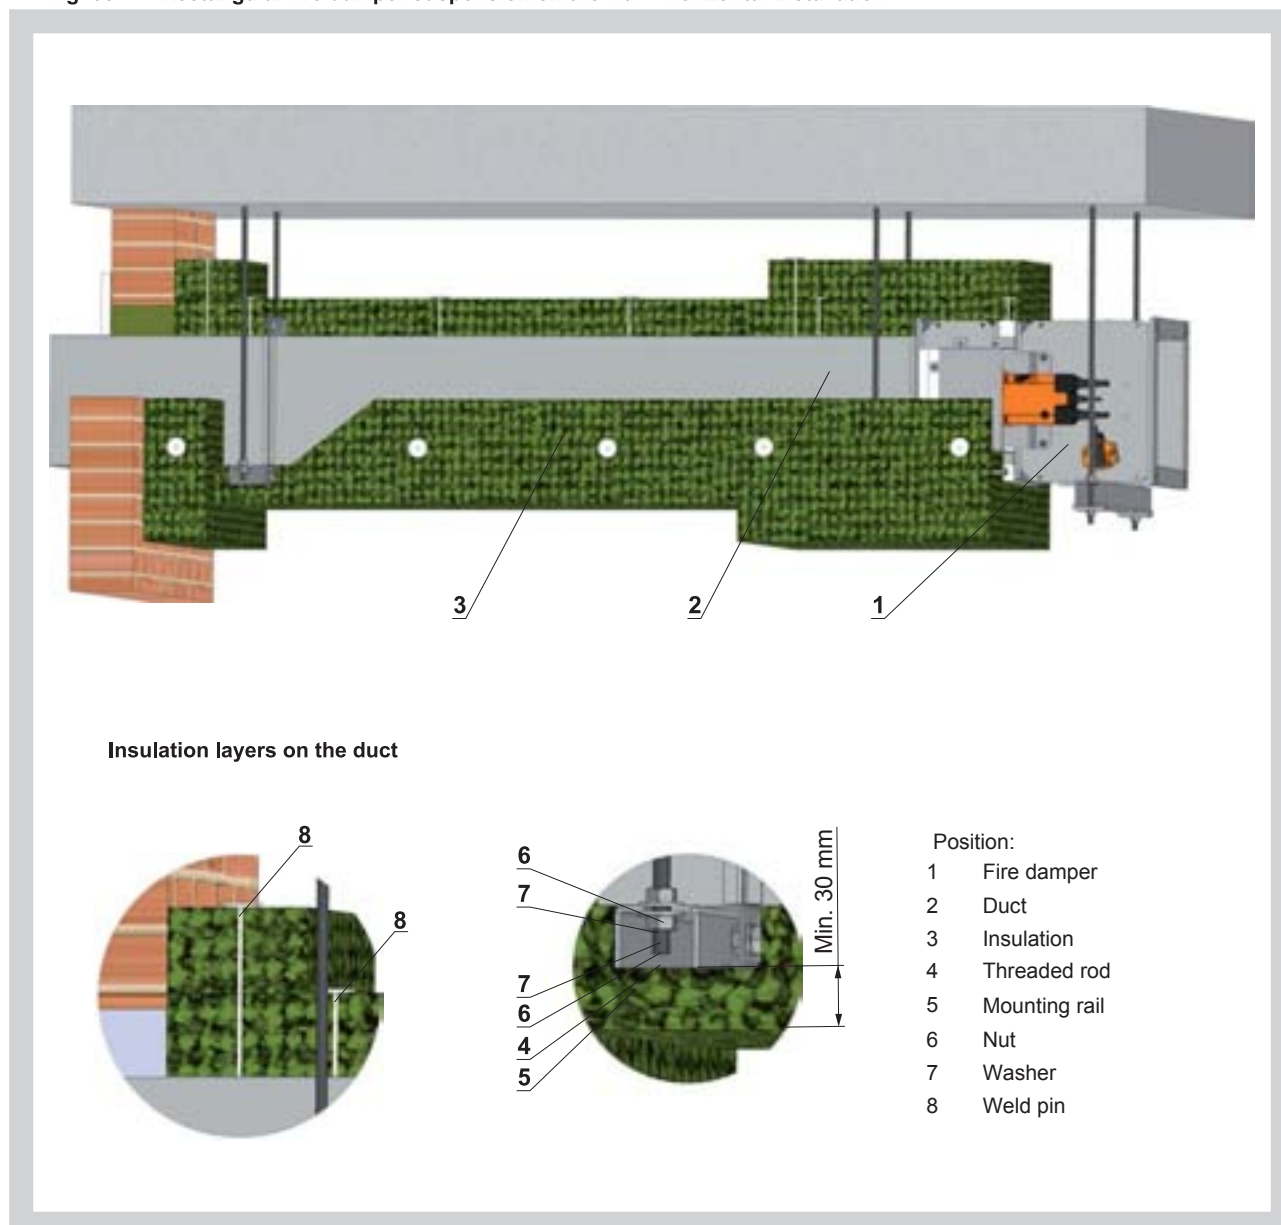 3
2
1
Insulation layers on the duct
8
8
6
7
7
6
4
5
Min. 30 mm
Position:
1 Fire damper
2 Duct
3 Insulation
4 Threaded rod
5 Mounting rail
6 Nut
7 Washer
8 Weld pin